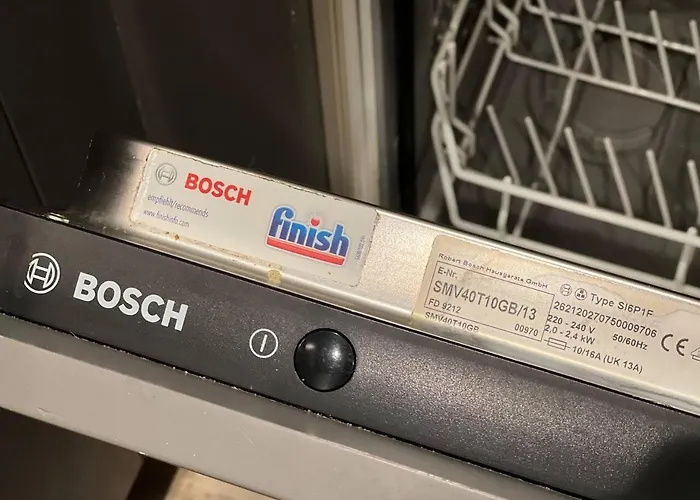 BOSCH
empfiehlt/recommends
www.finishinfo.com
finish
BOSCH
Robert Bosch Hausgeräte GmbH
E-Nr.
SMV40T10GB/13
FD 9212
00970
SMV40T10GB
Type SI6P1F
262120270750009706
220 - 240 V
50/60Hz
2,0 - 2,4 kW
10/16A (UK 13A)
CE